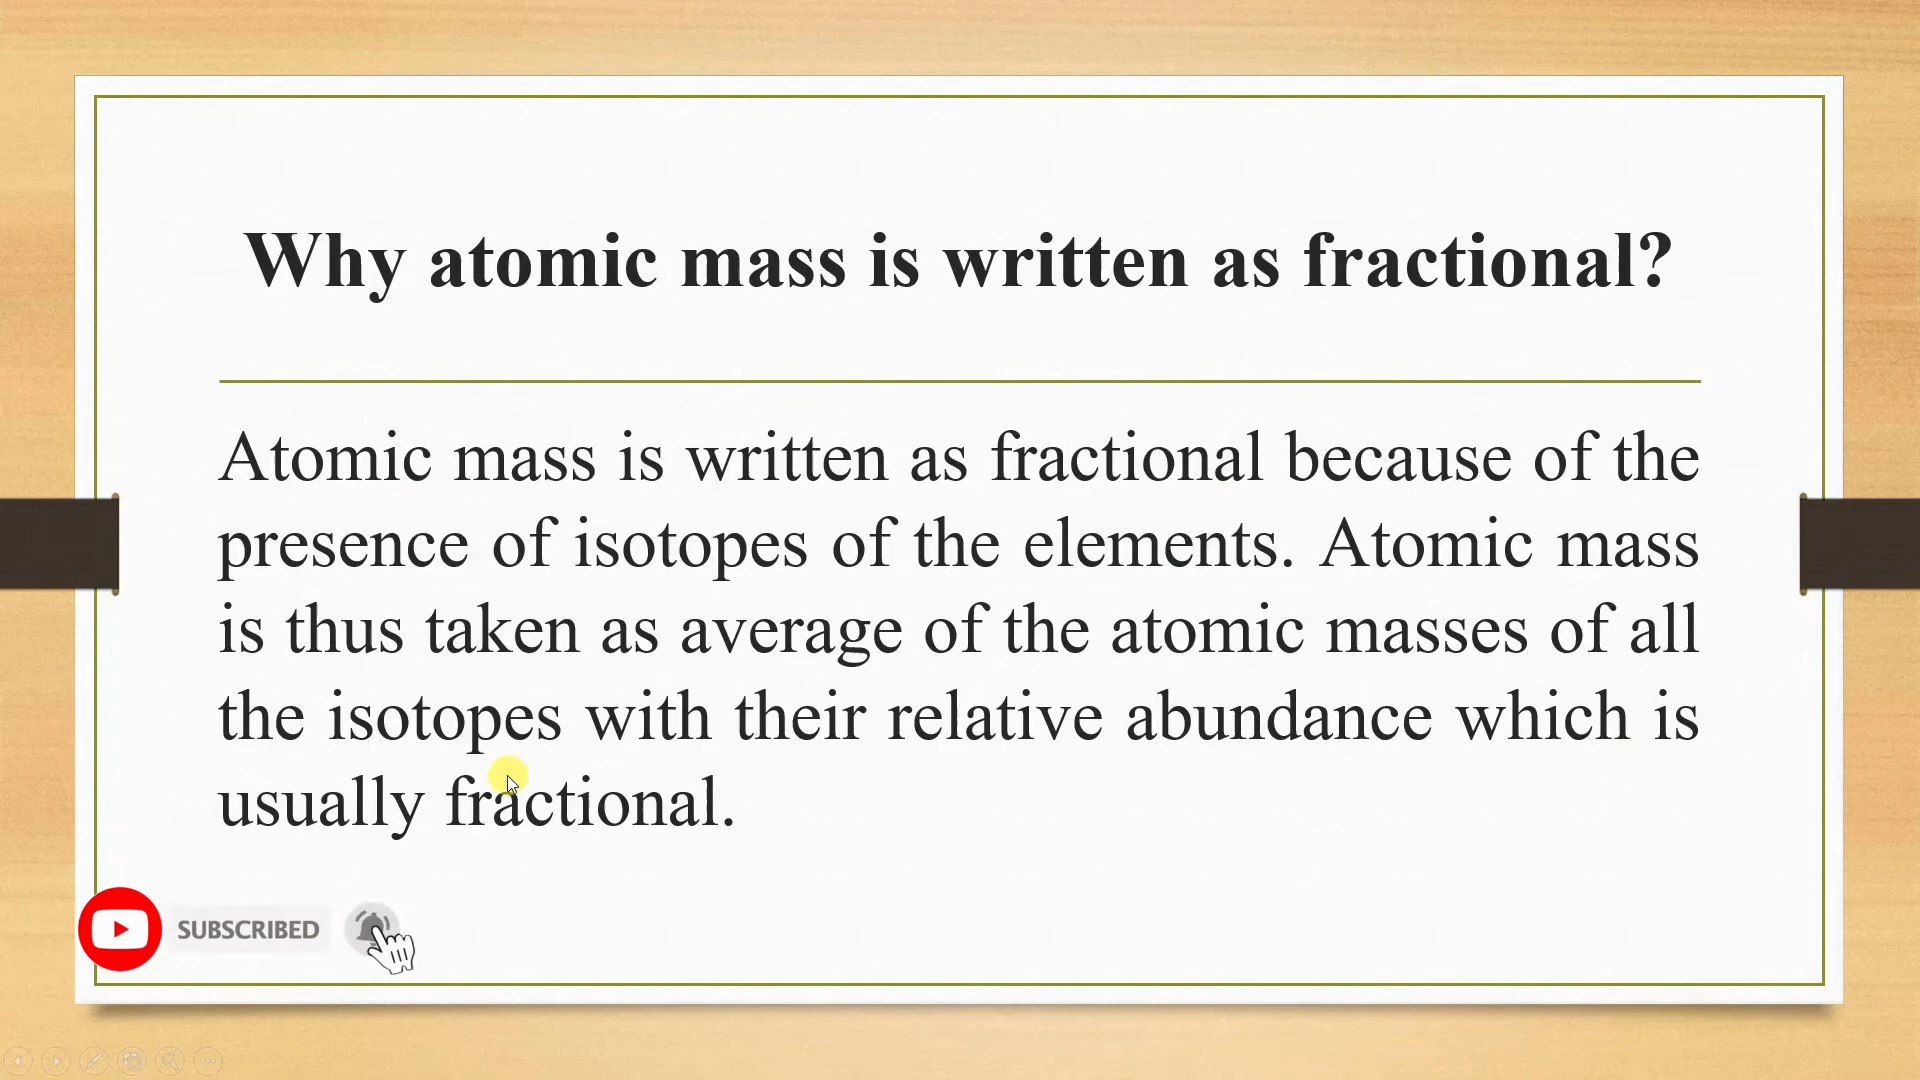 Why atomic mass is written as fractional?
Atomic mass is written as fractional because of the
presence of isotopes of the elements. Atomic mass
is thus taken as average of the atomic masses of all
the isotopes with their relative abundance which is
usually fractional.
SUBSCRIBED